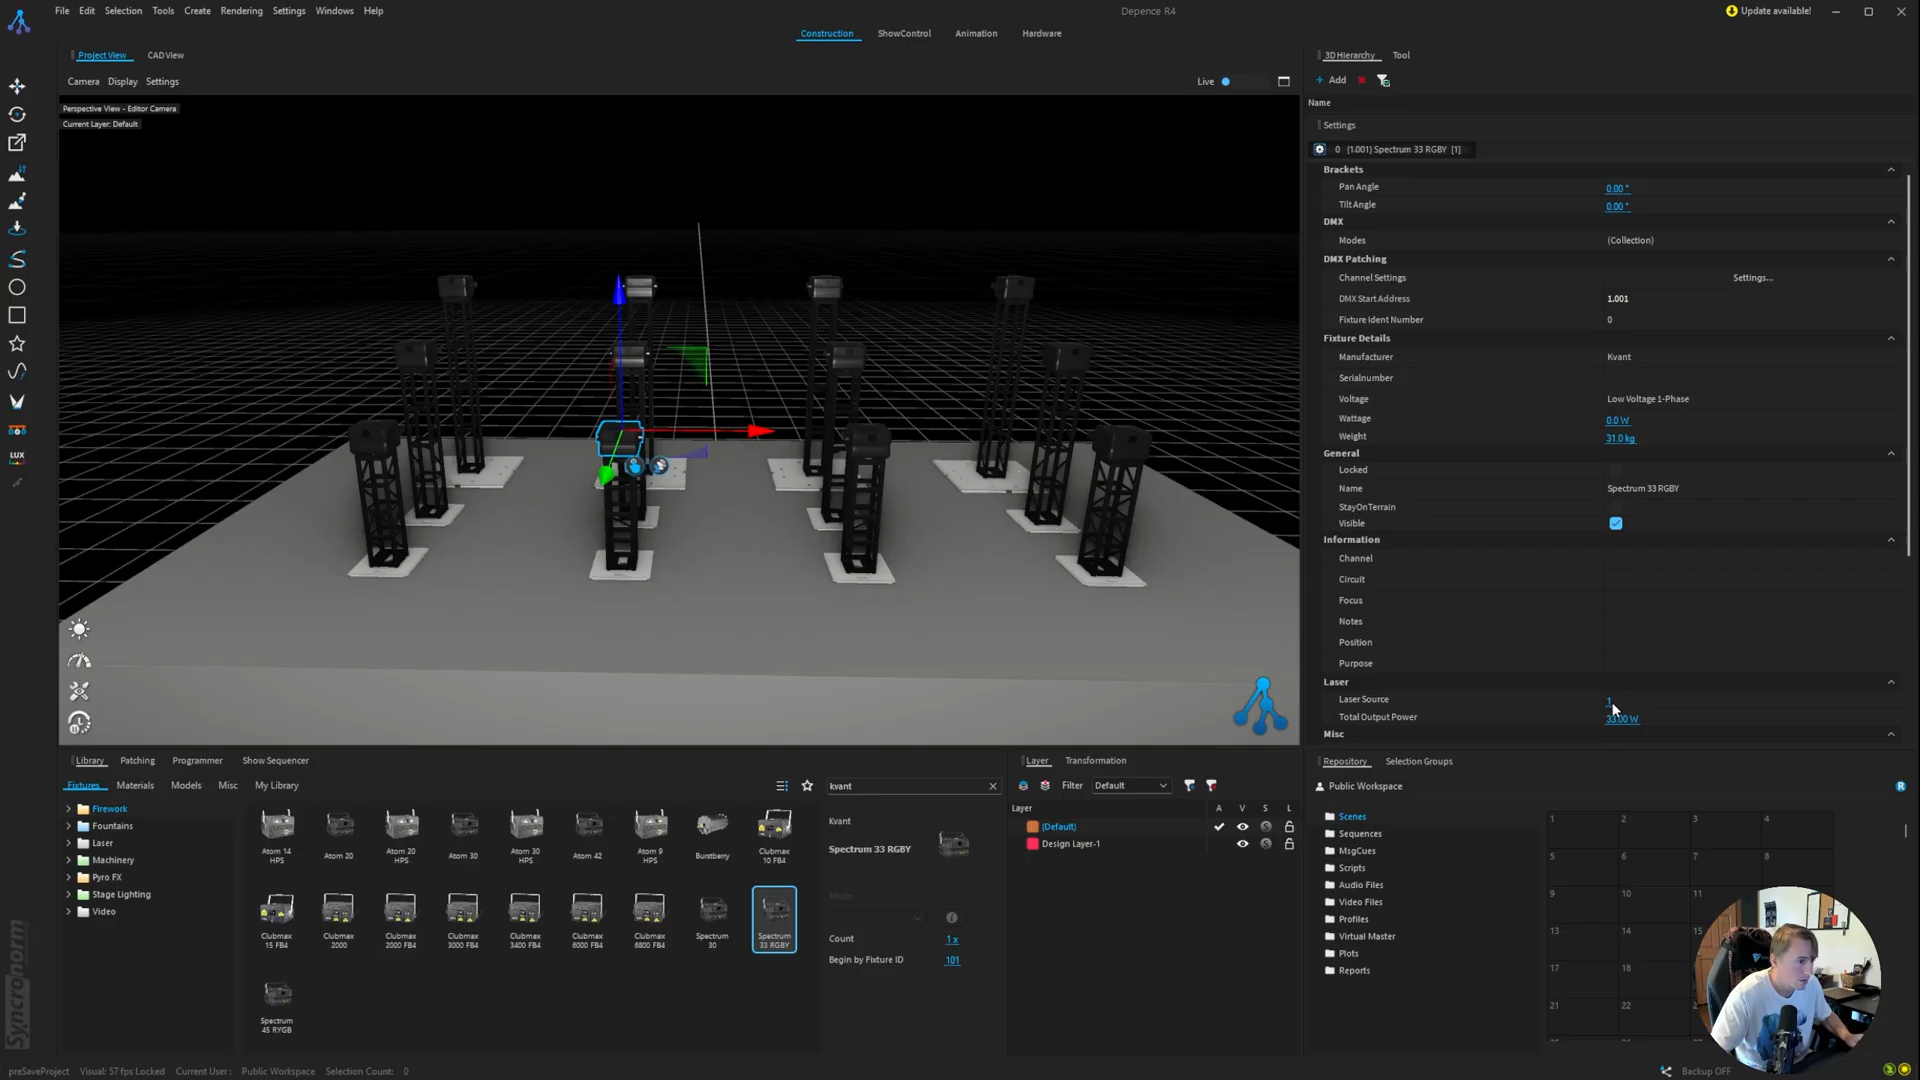 File Edit Selection Tools Create Rendering Settings Windows Help
Depence R4
Update available!
Construction ShowControl Animation Hardware
Project View CAD View
Camera Display Settings
Live
Perspective View - Editor Camera
Current Layer: Default
LUX
3D Hierarchy Tool
+ Add
Name
Settings
0 (1.001) Spectrum 33 RGBY [1]
Brackets
Pan Angle 0.00 °
Tilt Angle 0.00 °
DMX
Modes (Collection)
DMX Patching
Channel Settings Settings...
DMX Start Address 1.001
Fixture Ident Number 0
Fixture Details
Manufacturer Kvant
Serialnumber
Voltage Low Voltage 1-Phase
Wattage 0.0 W
Weight 31.0 kg
General
Locked
Name Spectrum 33 RGBY
StayOnTerrain
Visible
Information
Channel
Circuit
Focus
Notes
Position
Purpose
Laser
Laser Source 1
Total Output Power 33.00 W
Misc
Library Patching Programmer Show Sequencer
Fixtures Materials Models Misc My Library
kvant
Firework
Fountains
Laser
Machinery
Pyro FX
Stage Lighting
Video
Atom 14 HPS
Atom 20
Atom 20 HPS
Atom 30
Atom 30 HPS
Atom 42
Atom 9 HPS
Burstberry
Clubmax 10 FB4
Clubmax 15 FB4
Clubmax 2000
Clubmax 2000 FB4
Clubmax 3000 FB4
Clubmax 3400 FB4
Clubmax 6000 FB4
Clubmax 6800 FB4
Spectrum 30
Spectrum 33 RGBY
Spectrum 45 RYGB
Kvant
Spectrum 33 RGBY
Mode
Count 1 x
Begin by Fixture ID 101
Layer Transformation
Filter Default
Layer A V S L
(Default)
Design Layer-1
Repository Selection Groups
Public Workspace
R
Scenes
Sequences
MsgCues
Scripts
Audio Files
Video Files
Profiles
Virtual Master
Plots
Reports
1 2 3 4
5 6 7 8
9 10 11
13 14 15
17 18
21 22
Syncronorm
preSaveProject Visual: 57 fps Locked Current User : Public Workspace Selection Count: 0
Backup OFF